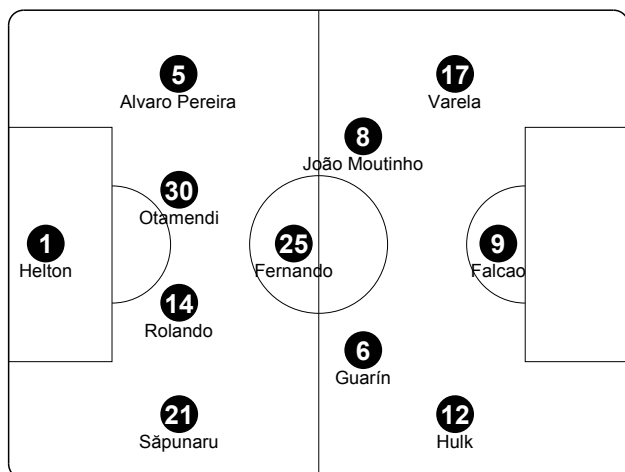 5
Alvaro Pereira
17
Varela
8
João Moutinho
30
Otamendi
1
Helton
25
Fernando
9
Falcao
14
Rolando
6
Guarín
21
Săpunaru
12
Hulk